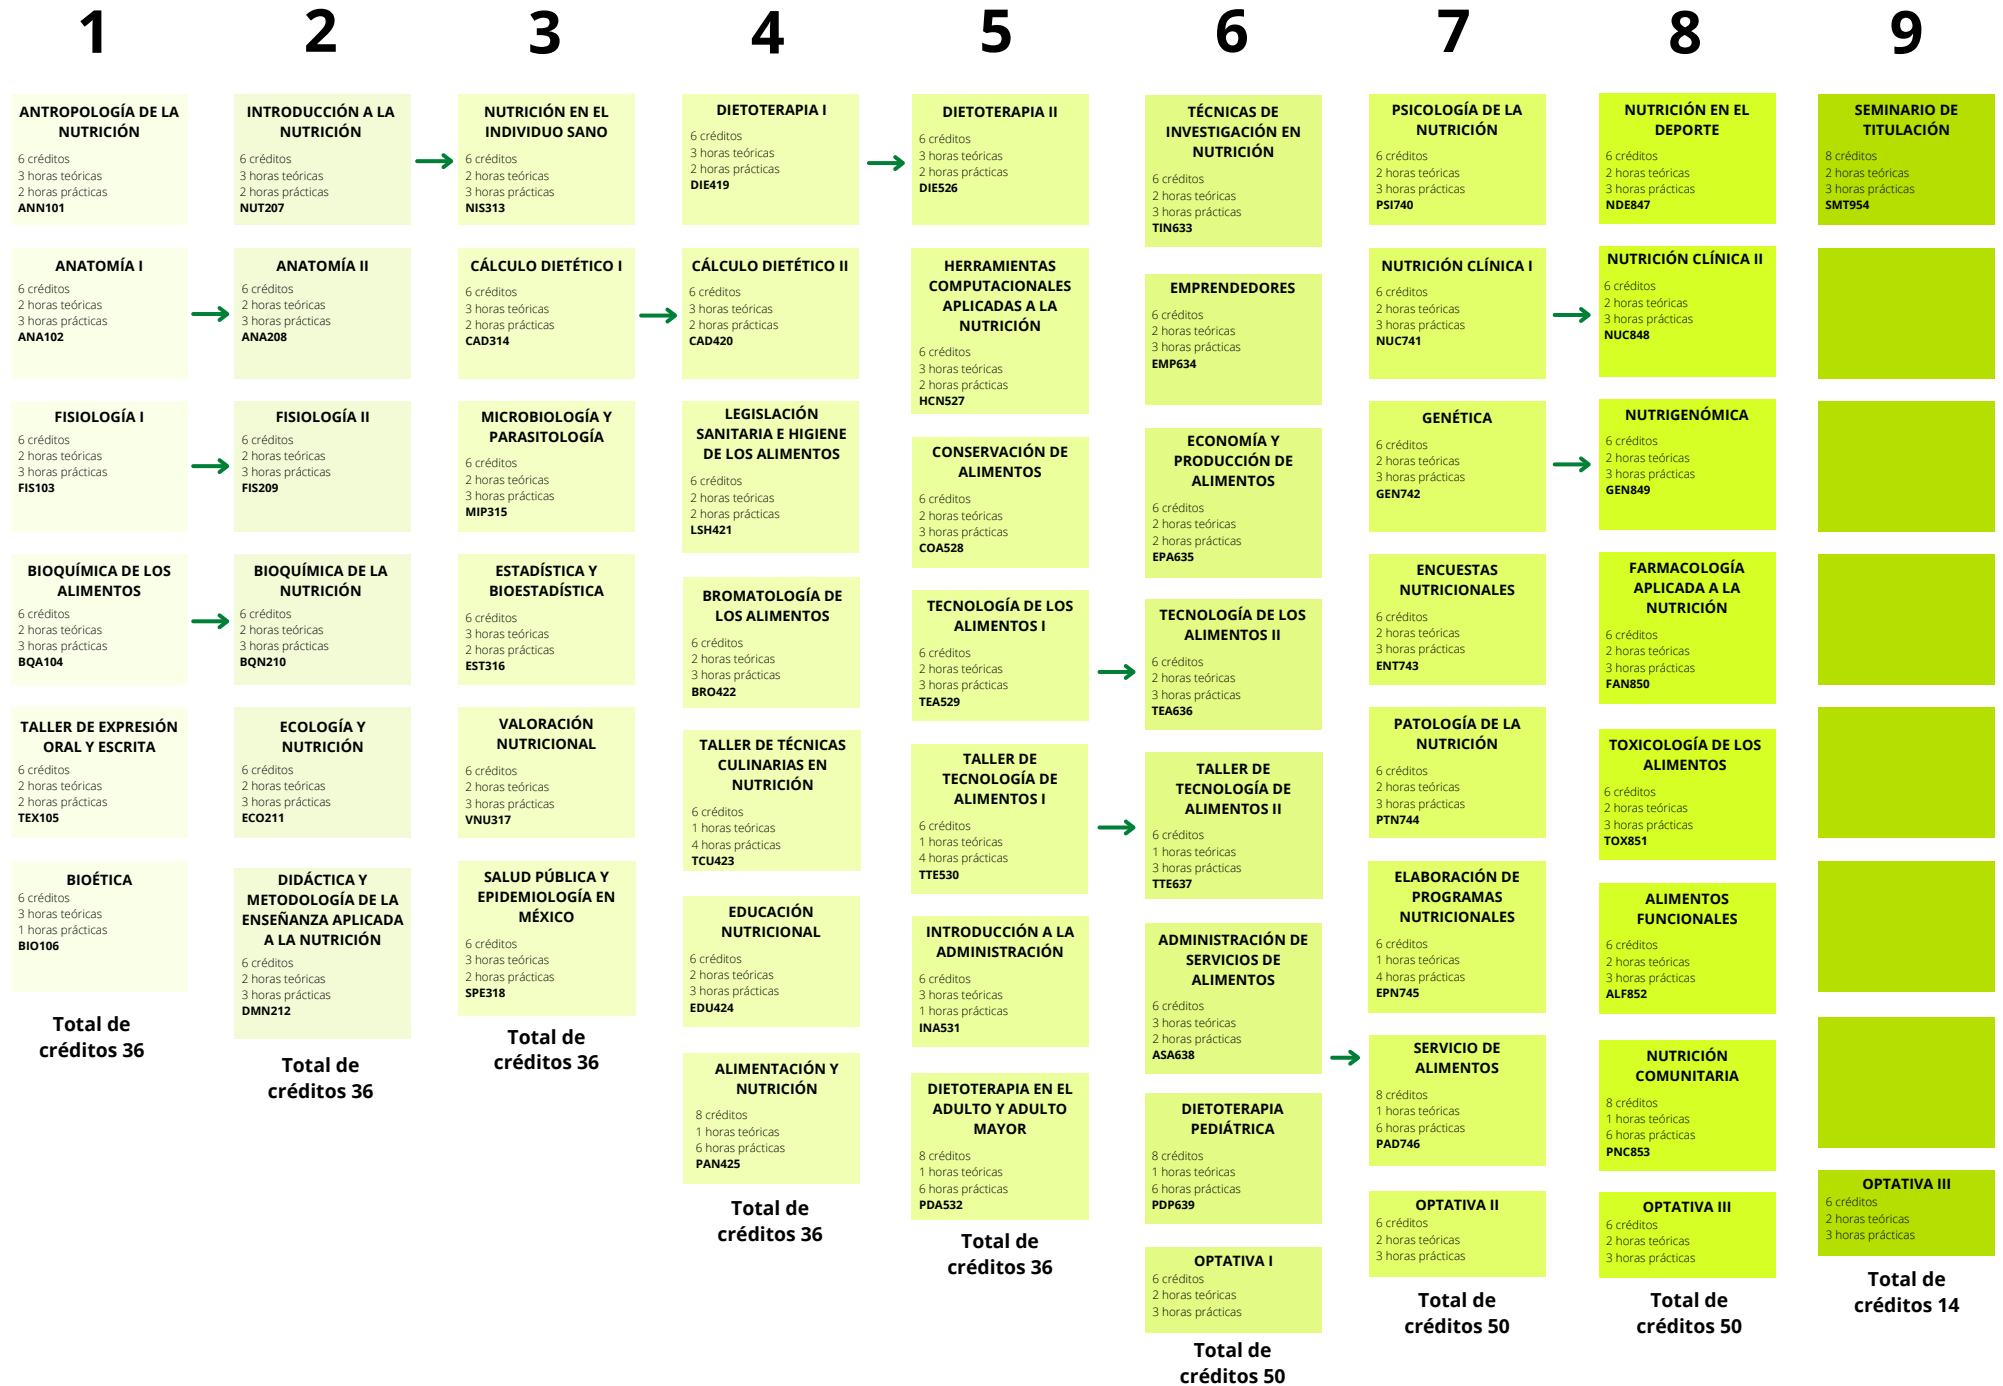 1
ANTROPOLOGÍA DE LA
NUTRICIÓN
6 créditos
3 horas teóricas
2 horas prácticas
ANN101
ANATOMÍA I
6 créditos
2 horas teóricas
3 horas prácticas
ANA102
FISIOLOGÍA I
6 créditos
2 horas teóricas
3 horas prácticas
FIS103
BIOQUÍMICA DE LOS
ALIMENTOS
6 créditos
2 horas teóricas
3 horas prácticas
BQA104
TALLER DE EXPRESIÓN
ORAL Y ESCRITA
6 créditos
2 horas teóricas
2 horas prácticas
TEX105
BIOÉTICA
6 créditos
3 horas teóricas
1 horas prácticas
BIO106
Total de
créditos 36
2
INTRODUCCIÓN A LA
NUTRICIÓN
6 créditos
3 horas teóricas
2 horas prácticas
NUT207
ANATOMÍA II
6 créditos
2 horas teóricas
3 horas prácticas
ANA208
FISIOLOGÍA II
6 créditos
2 horas teóricas
3 horas prácticas
FIS209
BIOQUÍMICA DE LA
NUTRICIÓN
6 créditos
2 horas teóricas
3 horas prácticas
BQN210
ECOLOGÍA Y
NUTRICIÓN
6 créditos
2 horas teóricas
3 horas prácticas
ECO211
DIDÁCTICA Y
METODOLOGÍA DE LA
ENSEÑANZA APLICADA
A LA NUTRICIÓN
6 créditos
2 horas teóricas
3 horas prácticas
DMN212
Total de
créditos 36
3
NUTRICIÓN EN EL
INDIVIDUO SANO
6 créditos
2 horas teóricas
3 horas prácticas
NIS313
CÁLCULO DIETÉTICO I
6 créditos
3 horas teóricas
2 horas prácticas
CAD314
MICROBIOLOGÍA Y
PARASITOLOGÍA
6 créditos
2 horas teóricas
3 horas prácticas
MIP315
ESTADÍSTICA Y
BIOESTADÍSTICA
6 créditos
3 horas teóricas
2 horas prácticas
EST316
VALORACIÓN
NUTRICIONAL
6 créditos
2 horas teóricas
3 horas prácticas
VNU317
SALUD PÚBLICA Y
EPIDEMIOLOGÍA EN
MÉXICO
6 créditos
3 horas teóricas
2 horas prácticas
SPE318
Total de
créditos 36
4
DIETOTERAPIA I
6 créditos
3 horas teóricas
2 horas prácticas
DIE419
CÁLCULO DIETÉTICO II
6 créditos
3 horas teóricas
2 horas prácticas
CAD420
LEGISLACIÓN
SANITARIA E HIGIENE
DE LOS ALIMENTOS
6 créditos
2 horas teóricas
2 horas prácticas
LSH421
BROMATOLOGÍA DE
LOS ALIMENTOS
6 créditos
2 horas teóricas
3 horas prácticas
BRO422
TALLER DE TÉCNICAS
CULINARIAS EN
NUTRICIÓN
6 créditos
1 horas teóricas
4 horas prácticas
TCU423
EDUCACIÓN
NUTRICIONAL
6 créditos
2 horas teóricas
3 horas prácticas
EDU424
ALIMENTACIÓN Y
NUTRICIÓN
8 créditos
1 horas teóricas
6 horas prácticas
PAN425
Total de
créditos 36
5
DIETOTERAPIA II
6 créditos
3 horas teóricas
2 horas prácticas
DIE526
HERRAMIENTAS
COMPUTACIONALES
APLICADAS A LA
NUTRICIÓN
6 créditos
3 horas teóricas
2 horas prácticas
HCN527
CONSERVACIÓN DE
ALIMENTOS
6 créditos
2 horas teóricas
3 horas prácticas
COA528
TECNOLOGÍA DE LOS
ALIMENTOS I
6 créditos
2 horas teóricas
3 horas prácticas
TEA529
TALLER DE
TECNOLOGÍA DE
ALIMENTOS I
6 créditos
1 horas teóricas
4 horas prácticas
TTE530
INTRODUCCIÓN A LA
ADMINISTRACIÓN
6 créditos
3 horas teóricas
1 horas prácticas
INA531
DIETOTERAPIA EN EL
ADULTO Y ADULTO
MAYOR
8 créditos
1 horas teóricas
6 horas prácticas
PDA532
Total de
créditos 36
6
TÉCNICAS DE
INVESTIGACIÓN EN
NUTRICIÓN
6 créditos
2 horas teóricas
3 horas prácticas
TIN633
EMPRENDEDORES
6 créditos
2 horas teóricas
3 horas prácticas
EMP634
ECONOMÍA Y
PRODUCCIÓN DE
ALIMENTOS
6 créditos
2 horas teóricas
2 horas prácticas
EPA635
TECNOLOGÍA DE LOS
ALIMENTOS II
6 créditos
2 horas teóricas
3 horas prácticas
TEA636
TALLER DE
TECNOLOGÍA DE
ALIMENTOS II
6 créditos
1 horas teóricas
3 horas prácticas
TTE637
ADMINISTRACIÓN DE
SERVICIOS DE
ALIMENTOS
6 créditos
3 horas teóricas
2 horas prácticas
ASA638
DIETOTERAPIA
PEDIÁTRICA
8 créditos
1 horas teóricas
6 horas prácticas
PDP639
OPTATIVA I
6 créditos
2 horas teóricas
3 horas prácticas
Total de
créditos 50
7
PSICOLOGÍA DE LA
NUTRICIÓN
6 créditos
2 horas teóricas
3 horas prácticas
PSI740
NUTRICIÓN CLÍNICA I
6 créditos
2 horas teóricas
3 horas prácticas
NUC741
GENÉTICA
6 créditos
2 horas teóricas
3 horas prácticas
GEN742
ENCUESTAS
NUTRICIONALES
6 créditos
2 horas teóricas
3 horas prácticas
ENT743
PATOLOGÍA DE LA
NUTRICIÓN
6 créditos
2 horas teóricas
3 horas prácticas
PTN744
ELABORACIÓN DE
PROGRAMAS
NUTRICIONALES
6 créditos
1 horas teóricas
4 horas prácticas
EPN745
SERVICIO DE
ALIMENTOS
8 créditos
1 horas teóricas
6 horas prácticas
PAD746
OPTATIVA II
6 créditos
2 horas teóricas
3 horas prácticas
Total de
créditos 50
8
NUTRICIÓN EN EL
DEPORTE
6 créditos
2 horas teóricas
3 horas prácticas
NDE847
NUTRICIÓN CLÍNICA II
6 créditos
2 horas teóricas
3 horas prácticas
NUC848
NUTRIGENÓMICA
6 créditos
2 horas teóricas
3 horas prácticas
GEN849
FARMACOLOGÍA
APLICADA A LA
NUTRICIÓN
6 créditos
2 horas teóricas
3 horas prácticas
FAN850
TOXICOLOGÍA DE LOS
ALIMENTOS
6 créditos
2 horas teóricas
3 horas prácticas
TOX851
ALIMENTOS
FUNCIONALES
6 créditos
2 horas teóricas
3 horas prácticas
ALF852
NUTRICIÓN
COMUNITARIA
8 créditos
1 horas teóricas
6 horas prácticas
PNC853
OPTATIVA III
6 créditos
2 horas teóricas
3 horas prácticas
Total de
créditos 50
9
SEMINARIO DE
TITULACIÓN
8 créditos
2 horas teóricas
3 horas prácticas
SMT954
OPTATIVA III
6 créditos
2 horas teóricas
3 horas prácticas
Total de
créditos 14